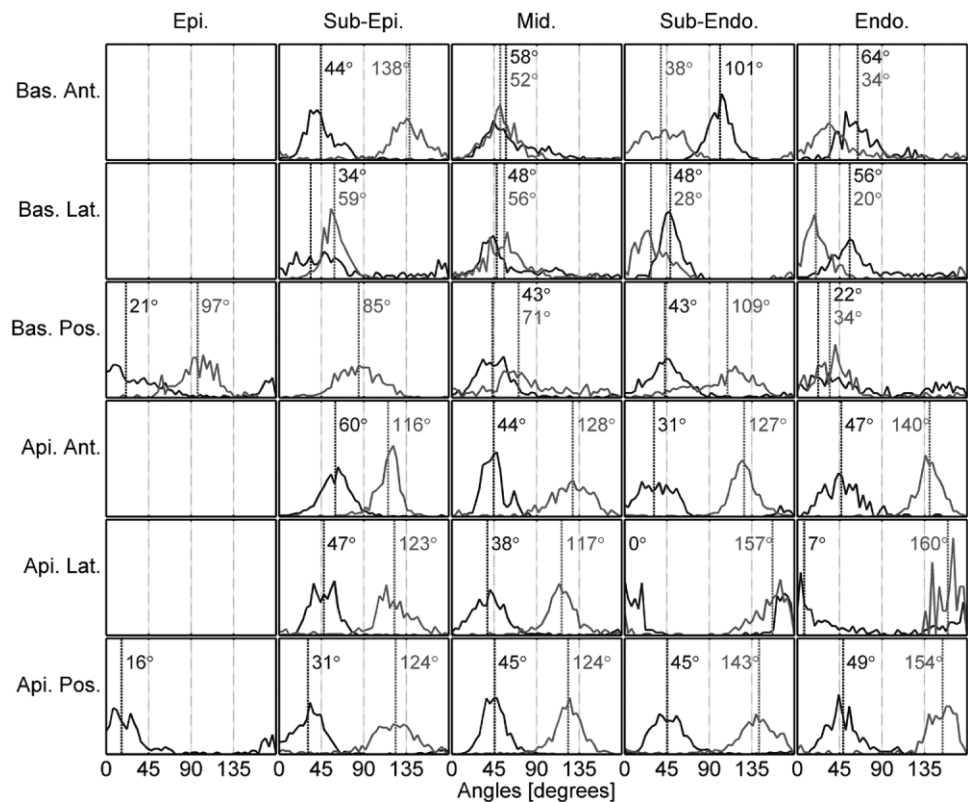 Epi. Sub-Epi. Mid. Sub-Endo. Endo.
Bas. Ant. 44° 138° 58° 38° 101° 64°
52° 34°
Bas. Lat. 34° 48° 48° 56°
59° 56° 28° 20°
Bas. Pos. 21° 97° 85° 43° 43° 109° 22°
71° 34°
Api. Ant. 60° 116° 44° 128° 31° 127° 47° 140°
Api. Lat. 47° 123° 38° 117° 0° 157° 7° 160°
Api. Pos. 16° 31° 124° 45° 124° 45° 143° 49° 154°
0 45 90 135 45 90 135 0 45 90 135 45 90 135 0 45 90 135
Angles [degrees]